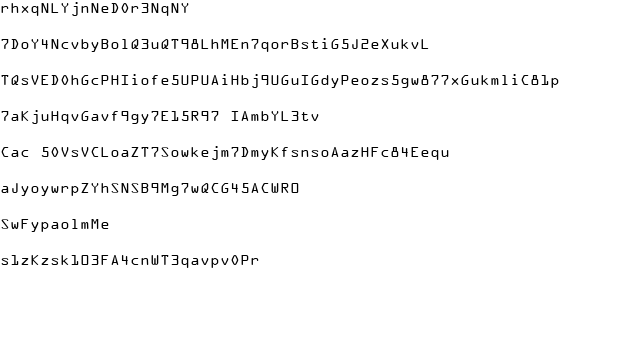 rhxqNLYjnNeD0r3NqNY
7DoY4NcvbyBolQ3uQT98LhMEn7qorBstiG5J2eXukvL
TQsVED0hGcPHIiofe5UPUAiHbj9UGuIGdyPeozs5gw877xGukmliC81p
7aKjuHqvGavf9gy7E15R97 IAmbYL3tv
Cac 50VsVCLoaZT7Sowkejm7DmyKfsnsoAazHFc84Eequ
aJyoywrpZYhSNSB9Mg7wQCG45ACWRO
SwFypaolmMe
s1zKzsk1O3FA4cnWT3qavpv0Pr